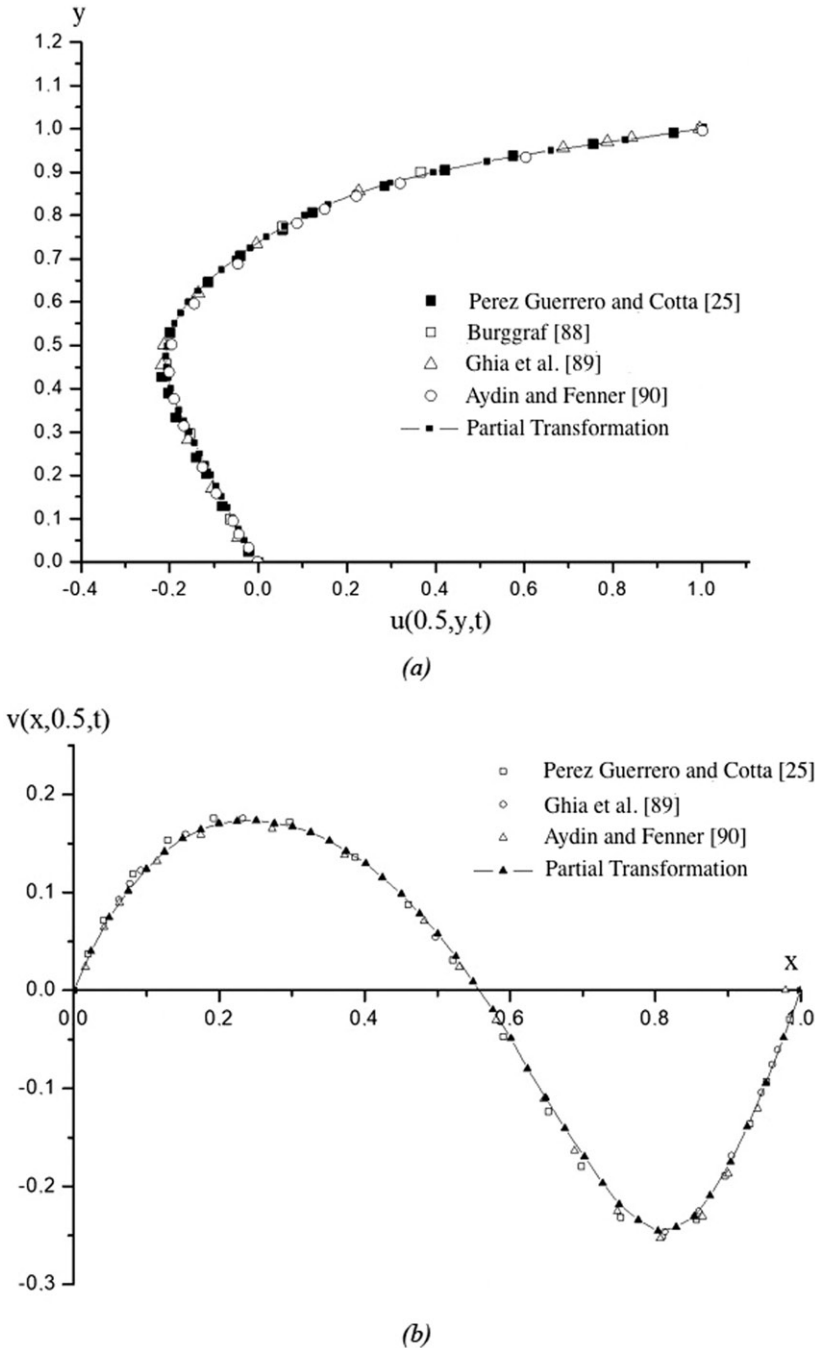 y
1.2
1.1
1.0
0.9
0.8
0.7
0.6
0.5
0.4
0.3
0.2
0.1
0.0
Perez Guerrero and Cotta [25]
Burggraf [88]
Ghia et al. [89]
Aydin and Fenner [90]
Partial Transformation
-0.4 -0.2 0.0 0.2 0.4 0.6 0.8 1.0
u(0.5,y,t)
(a)
v(x,0.5,t)
Perez Guerrero and Cotta [25]
Ghia et al. [89]
Aydin and Fenner [90]
Partial Transformation
0.2
0.1
0.0
x
0.0 0.2 0.4 0.6 0.8 1.0
-0.1
-0.2
-0.3
(b)